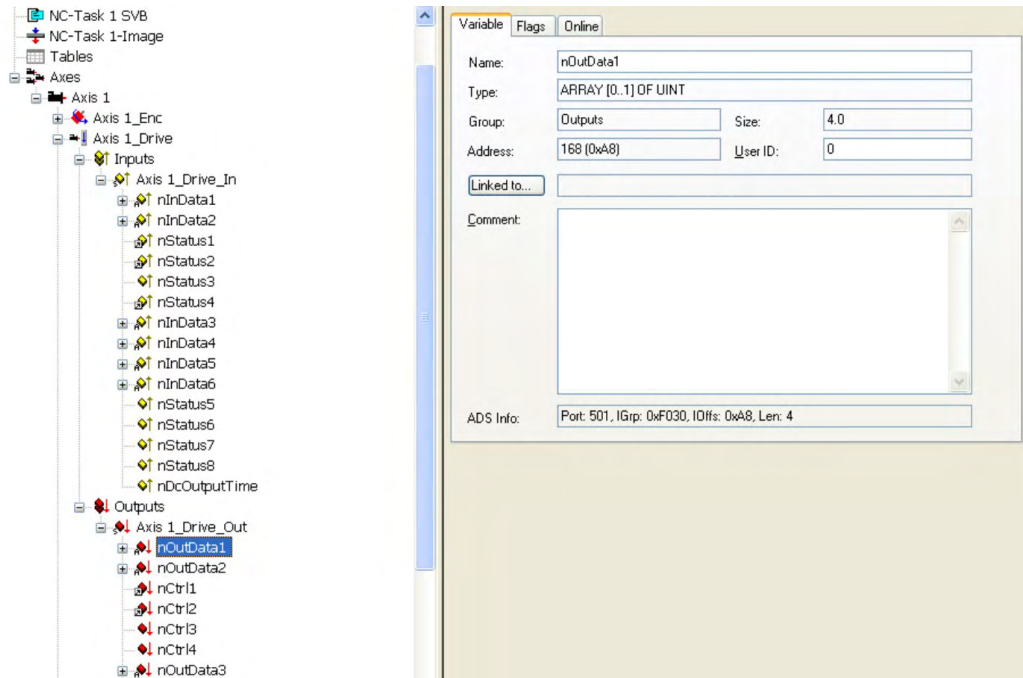 NC-Task 1 SVB
NC-Task 1-Image
Tables
Axes
Axis 1
Axis 1_Enc
Axis 1_Drive
Inputs
Axis 1_Drive_In
nInData1
nInData2
nStatus1
nStatus2
nStatus3
nStatus4
nInData3
nInData4
nInData5
nInData6
nStatus5
nStatus6
nStatus7
nStatus8
nDcOutputTime
Outputs
Axis 1_Drive_Out
nOutData1
nOutData2
nCtrl1
nCtrl2
nCtrl3
nCtrl4
nOutData3
Variable Flags Online
Name: nOutData1
Type: ARRAY [0..1] OF UINT
Group: Outputs Size: 4.0
Address: 168 (0xA8) User ID: 0
Linked to...
Comment:
ADS Info: Port: 501, IGrp: 0xF030, IOffs: 0xA8, Len: 4